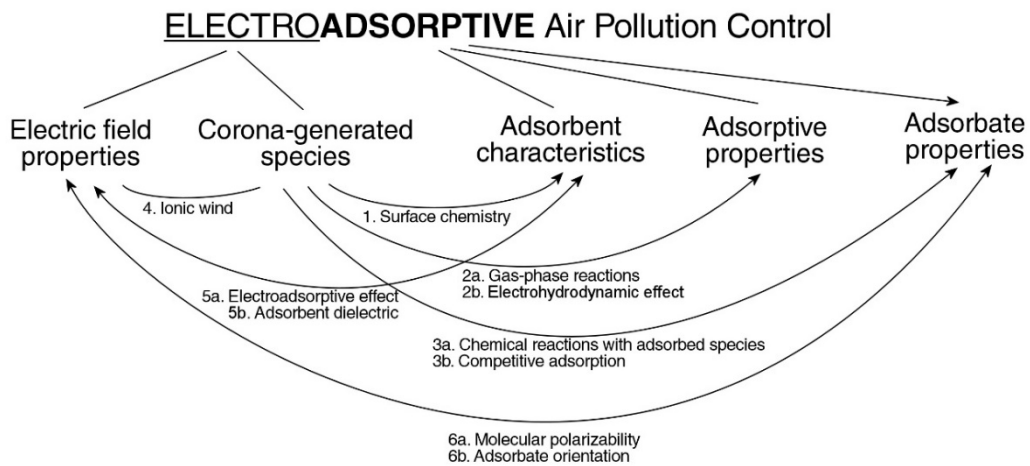 ELECTROADSORPTIVE Air Pollution Control
Electric field
properties
Corona-generated
species
Adsorbent
characteristics
Adsorptive
properties
Adsorbate
properties
4. Ionic wind
1. Surface chemistry
2a. Gas-phase reactions
2b. Electrohydrodynamic effect
5a. Electroadsorptive effect
5b. Adsorbent dielectric
3a. Chemical reactions with adsorbed species
3b. Competitive adsorption
6a. Molecular polarizability
6b. Adsorbate orientation